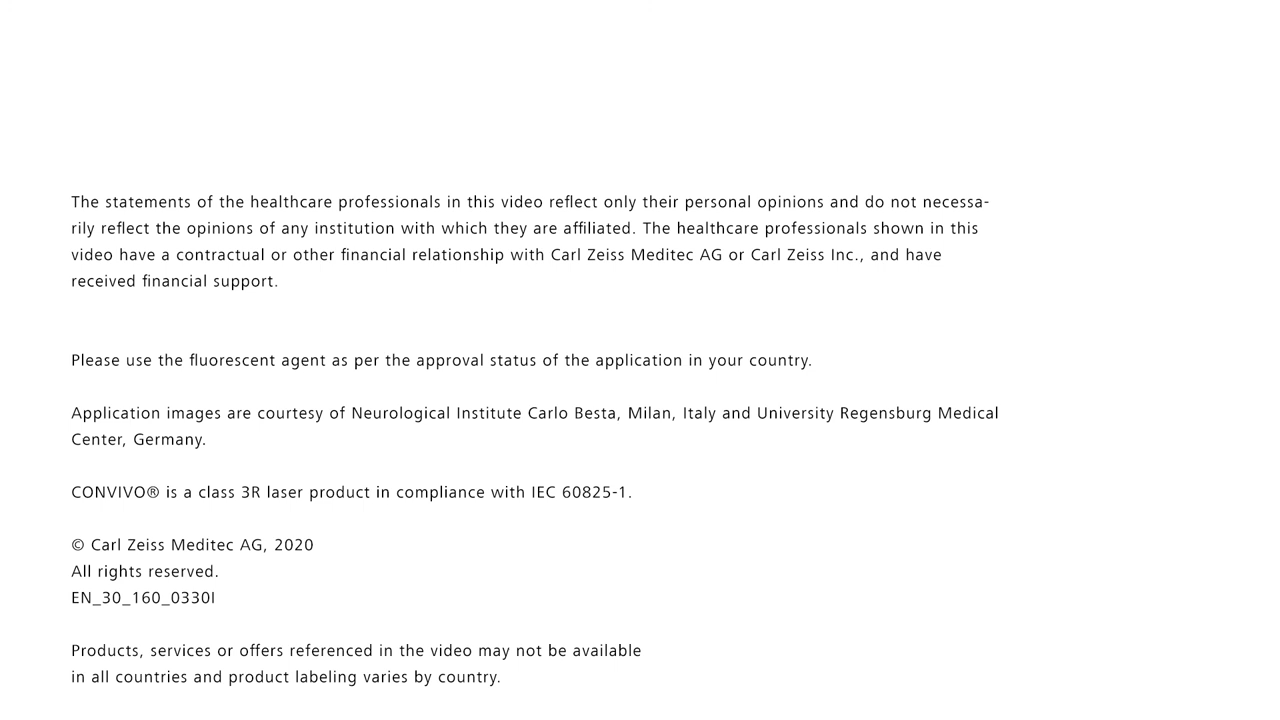 The statements of the healthcare professionals in this video reflect only their personal opinions and do not necessa-
rily reflect the opinions of any institution with which they are affiliated. The healthcare professionals shown in this
video have a contractual or other financial relationship with Carl Zeiss Meditec AG or Carl Zeiss Inc., and have
received financial support.
Please use the fluorescent agent as per the approval status of the application in your country.
Application images are courtesy of Neurological Institute Carlo Besta, Milan, Italy and University Regensburg Medical
Center, Germany.
CONVIVO® is a class 3R laser product in compliance with IEC 60825-1.
© Carl Zeiss Meditec AG, 2020
All rights reserved.
EN_30_160_0330I
Products, services or offers referenced in the video may not be available
in all countries and product labeling varies by country.